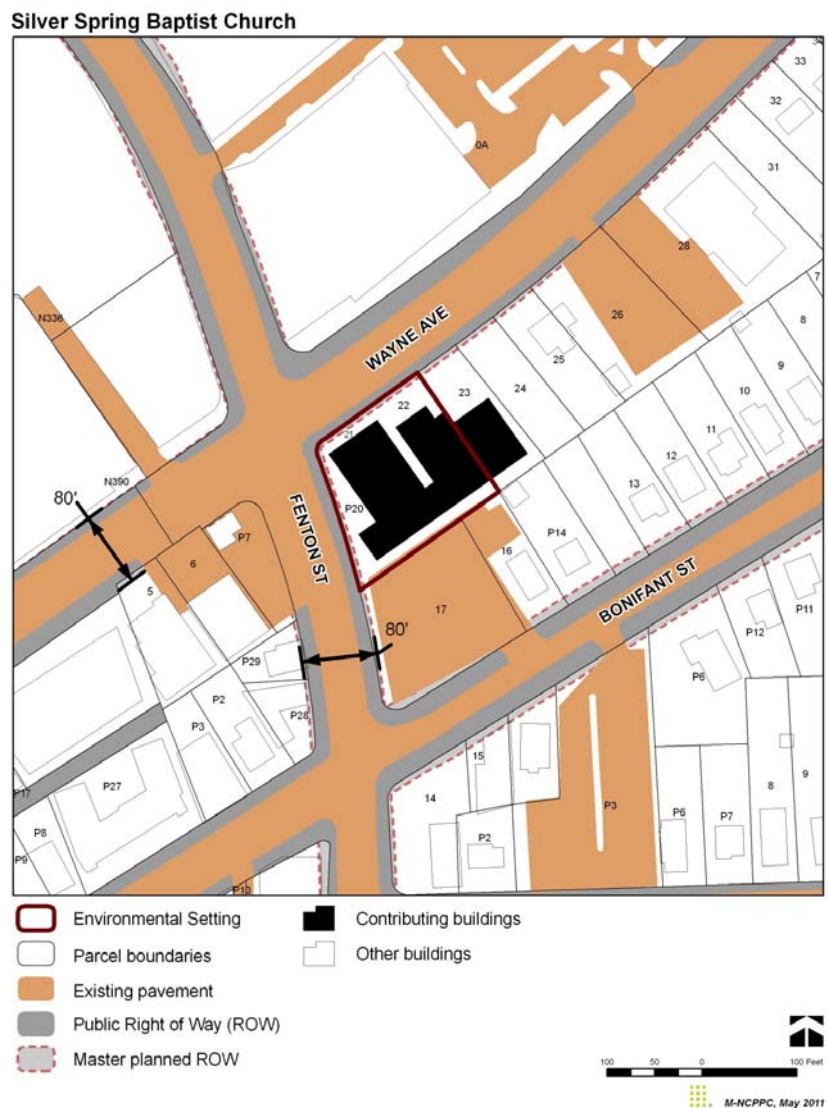 Silver Spring Baptist Church
33
32
31
0A
28
7
N336
WAYNE AVE
26
8
25
9
24
23
10
22
11
21
12
N390
13
80'
P20
P7
FENTON ST
P14
16
6
BONIFANT ST
5
17
P11
80'
P12
P29
P6
P2
P28
P3
15
P27
14
P17
P3
8
9
P8
P6
P7
P2
P9
P13
Environmental Setting
Contributing buildings
Parcel boundaries
Other buildings
Existing pavement
Public Right of Way (ROW)
Master planned ROW
100 50 0 100 Feet
M-NCPPC, May 2011